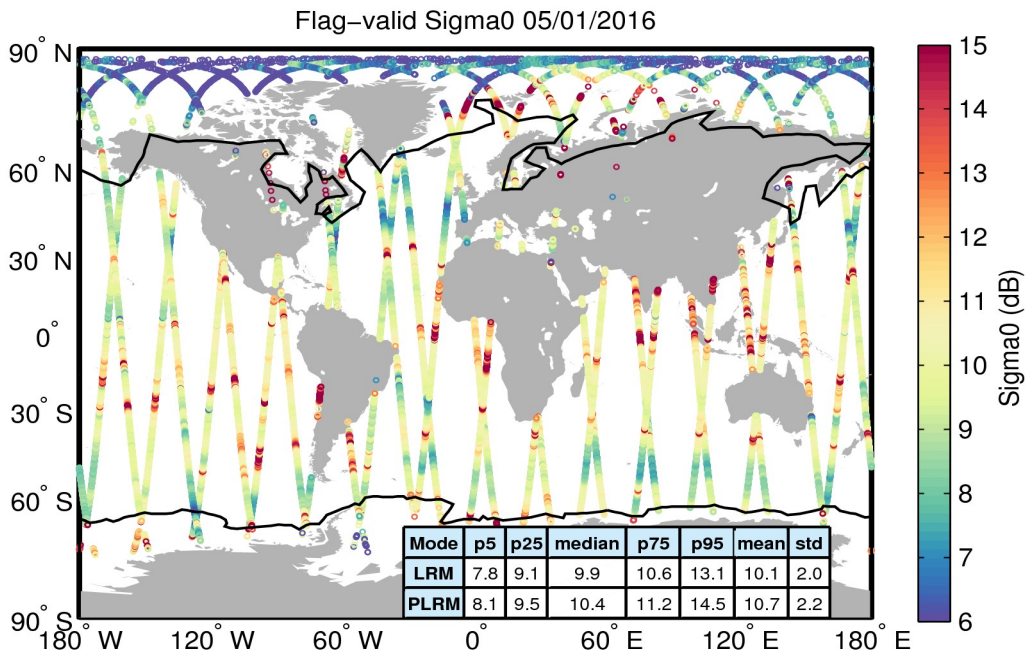 Flag−valid Sigma0 05/01/2016
90° N
60° N
30° N
0°
30° S
60° S
90° S
180° W
120° W
60° W
0°
60° E
120° E
180° E
Mode p5 p25 median p75 p95 mean std
LRM 7.8 9.1 9.9 10.6 13.1 10.1 2.0
PLRM 8.1 9.5 10.4 11.2 14.5 10.7 2.2
15
14
13
12
11
10
9
8
7
6
Sigma0 (dB)